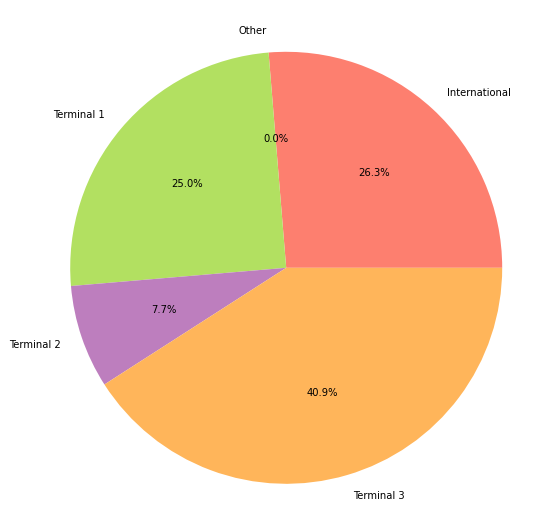 Other
International
Terminal 1
0.0%
26.3%
25.0%
7.7%
Terminal 2
40.9%
Terminal 3